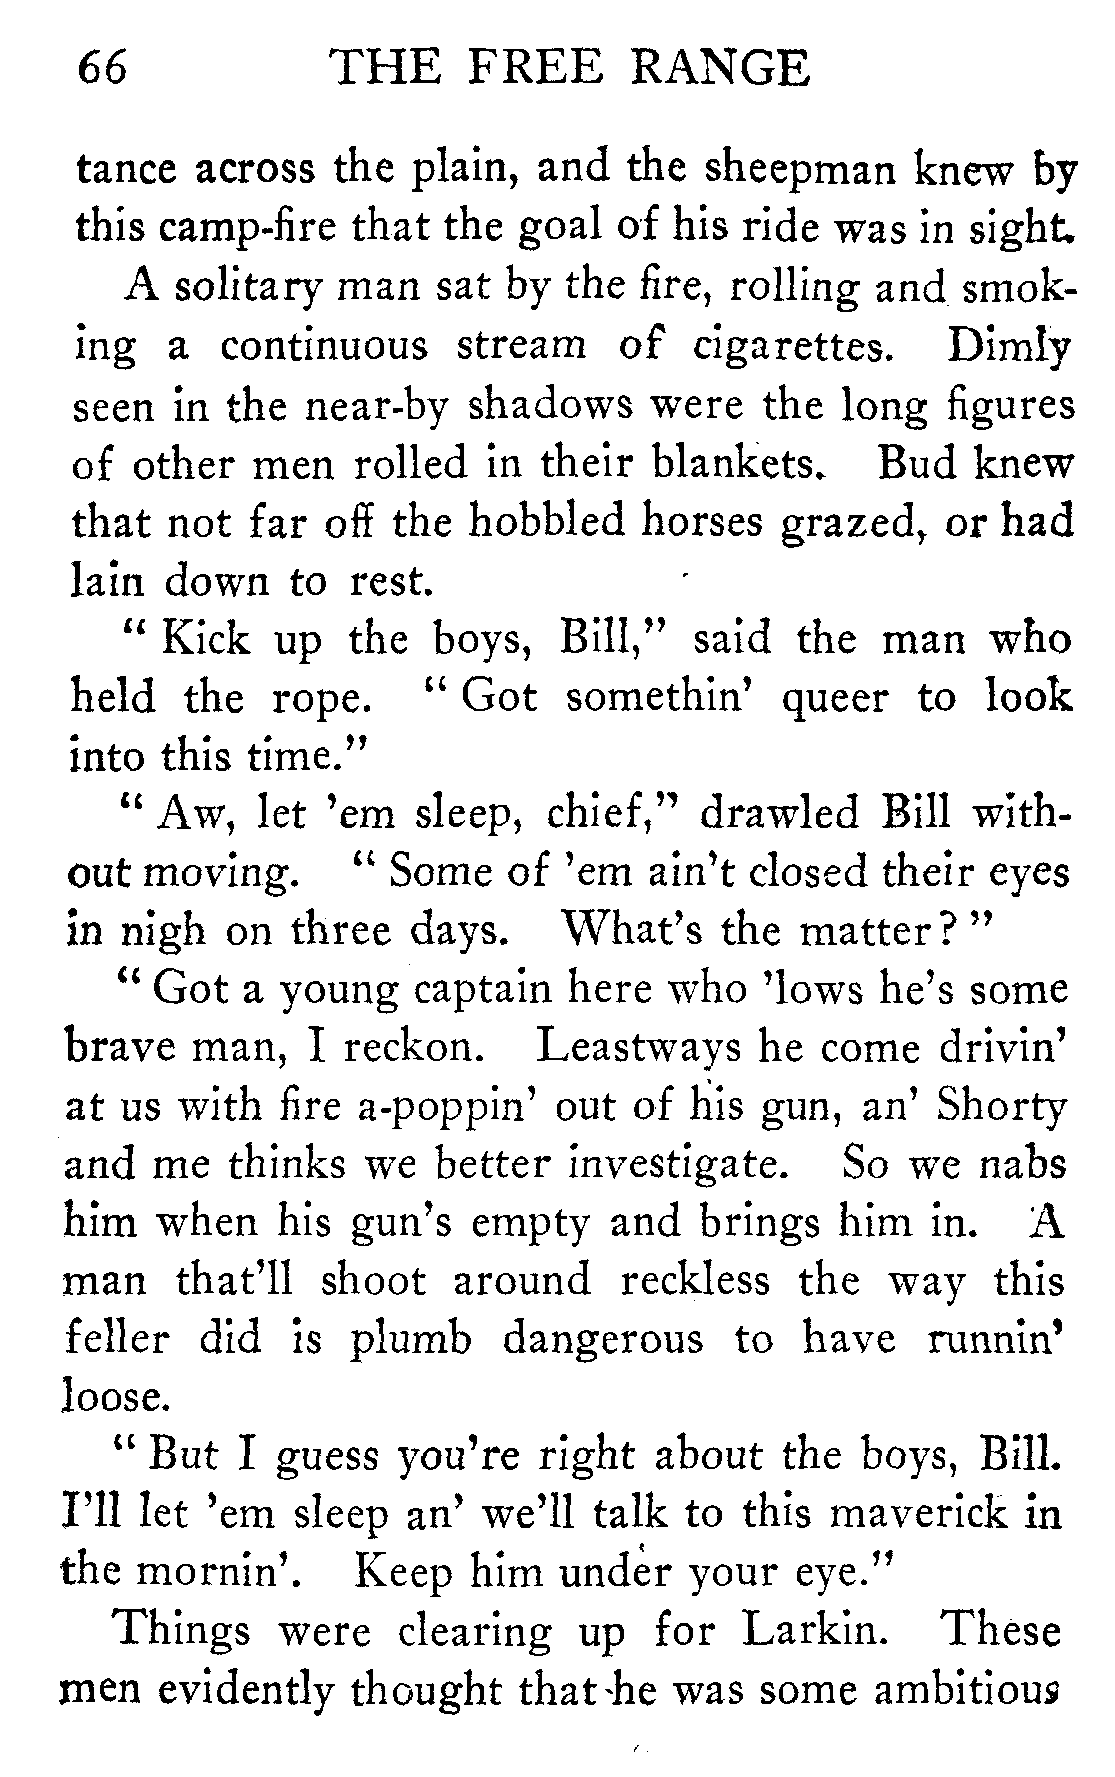 66 THE FREE RANGE
tance across the plain, and the sheepman knew by
this camp-fire that the goal of his ride was in sight.
A solitary man sat by the fire, rolling and smok-
ing a continuous stream of cigarettes. Dimly
seen in the near-by shadows were the long figures
of other men rolled in their blankets. Bud knew
that not far off the hobbled horses grazed, or had
lain down to rest.
" Kick up the boys, Bill," said the man who
held the rope. " Got somethin' queer to look
into this time."
" Aw, let 'em sleep, chief," drawled Bill with-
out moving. " Some of 'em ain't closed their eyes
in nigh on three days. What's the matter? "
" Got a young captain here who 'lows he's some
brave man, I reckon. Leastways he come drivin'
at us with fire a-poppin' out of his gun, an' Shorty
and me thinks we better investigate. So we nabs
him when his gun's empty and brings him in. A
man that'll shoot around reckless the way this
feller did is plumb dangerous to have runnin'
loose.
" But I guess you're right about the boys, Bill.
I'll let 'em sleep an' we'll talk to this maverick in
the mornin'. Keep him under your eye."
Things were clearing up for Larkin. These
men evidently thought that he was some ambitious